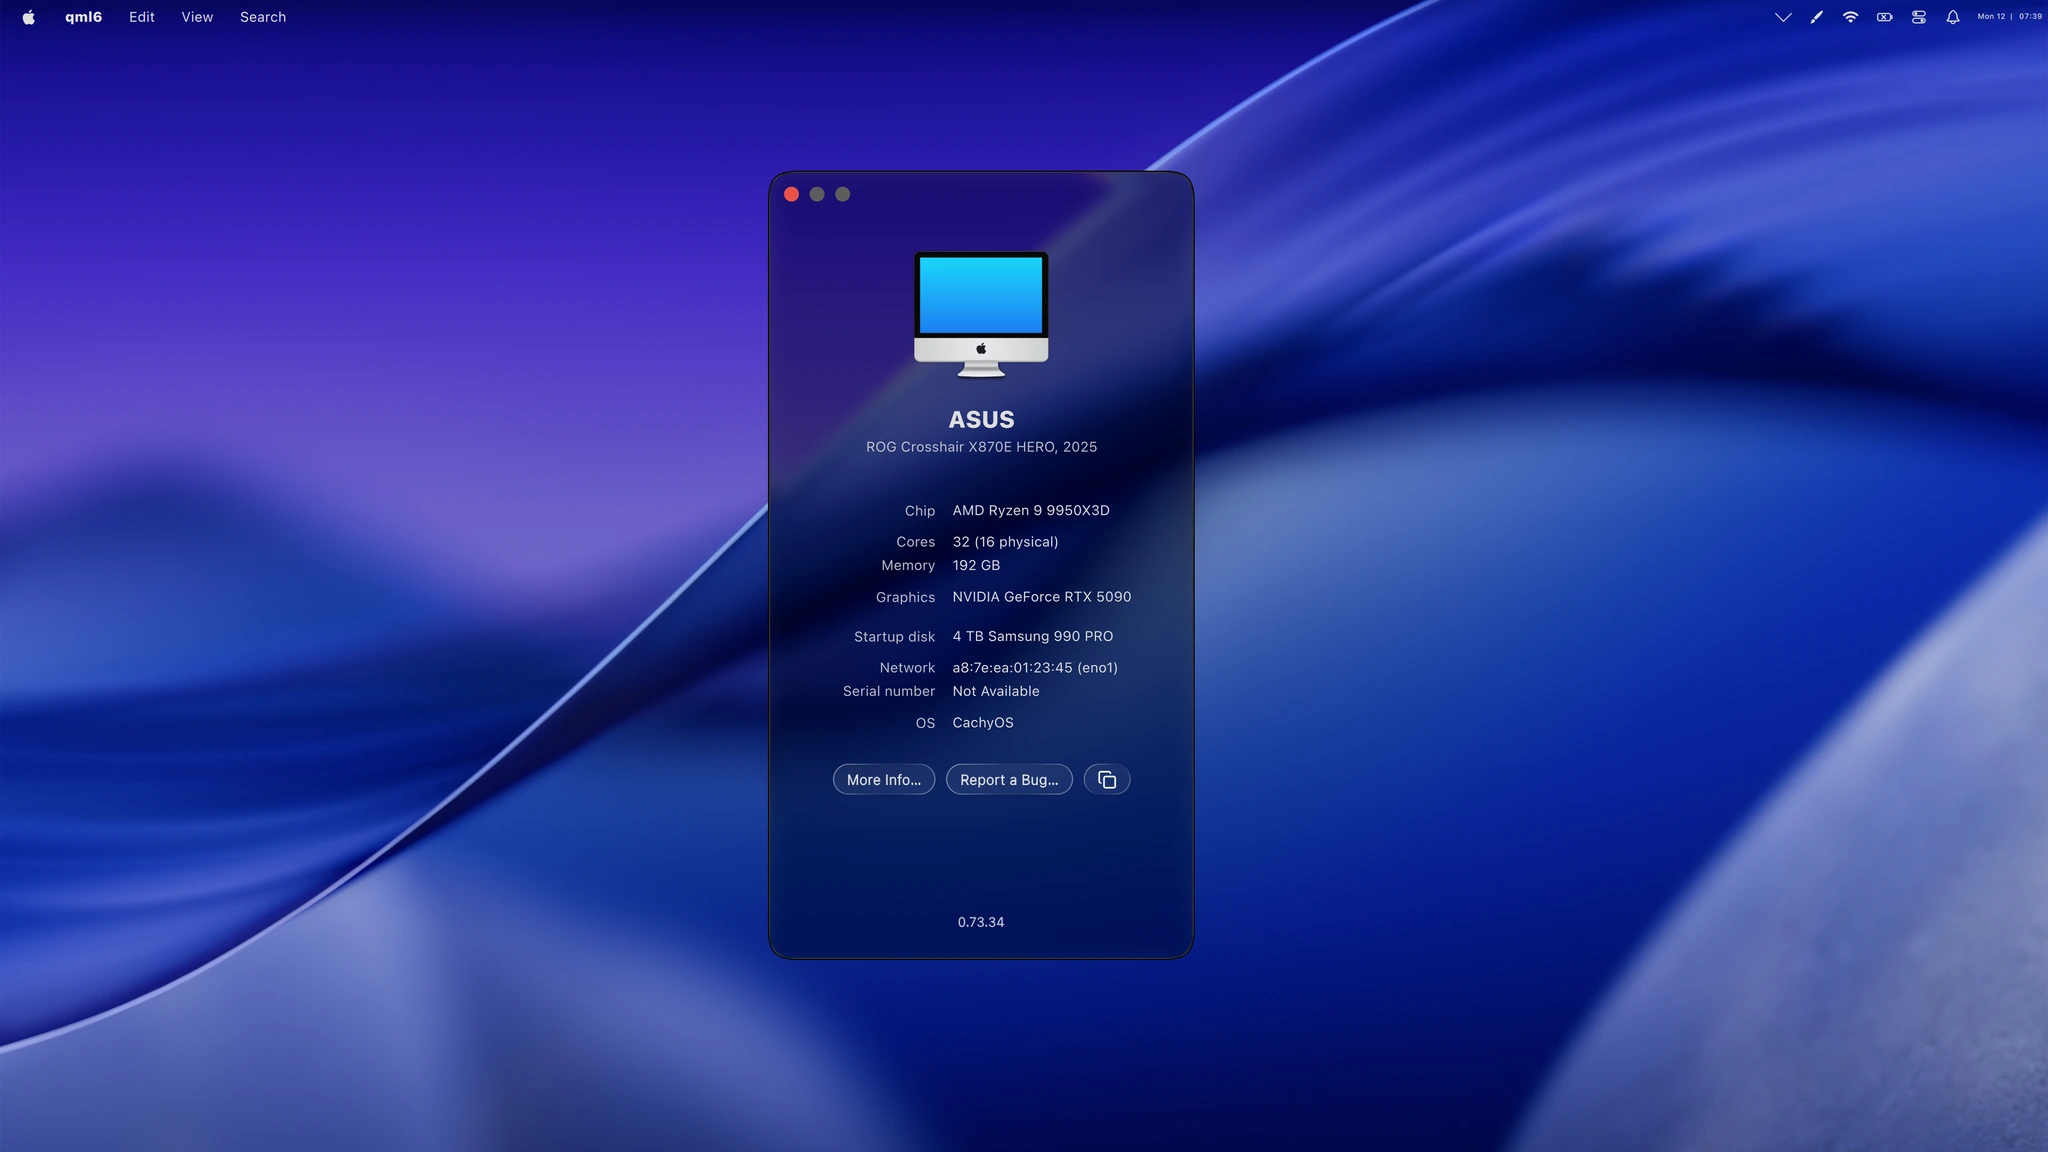 qml6 Edit View Search
Mon 12 | 07:39
ASUS
ROG Crosshair X870E HERO, 2025
Chip AMD Ryzen 9 9950X3D
Cores 32 (16 physical)
Memory 192 GB
Graphics NVIDIA GeForce RTX 5090
Startup disk 4 TB Samsung 990 PRO
Network a8:7e:ea:01:23:45 (eno1)
Serial number Not Available
OS CachyOS
More Info... Report a Bug...
0.73.34